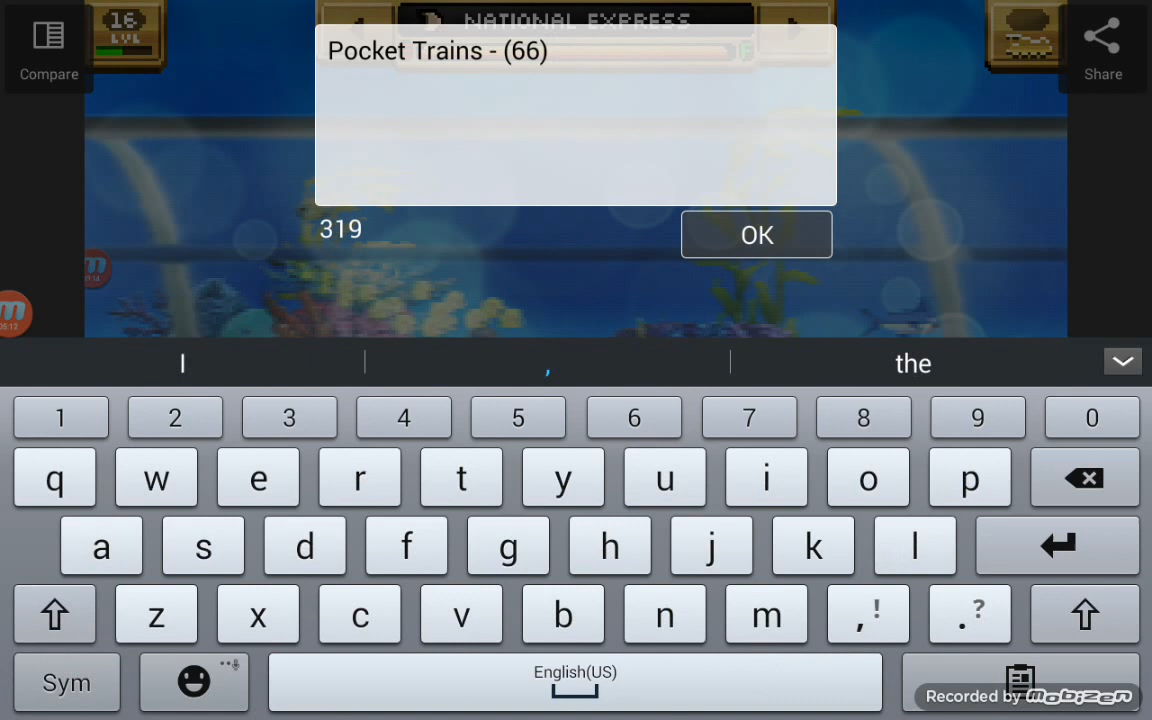 Compare
16
LVL
NATIONAL EXPRESS
Share
Pocket Trains - (66)
319
OK
I
,
the
1 2 3 4 5 6 7 8 9 0
q w e r t y u i o p
a s d f g h j k l
z x c v b n m , ! . ?
Sym
English(US)
Recorded by mobizen